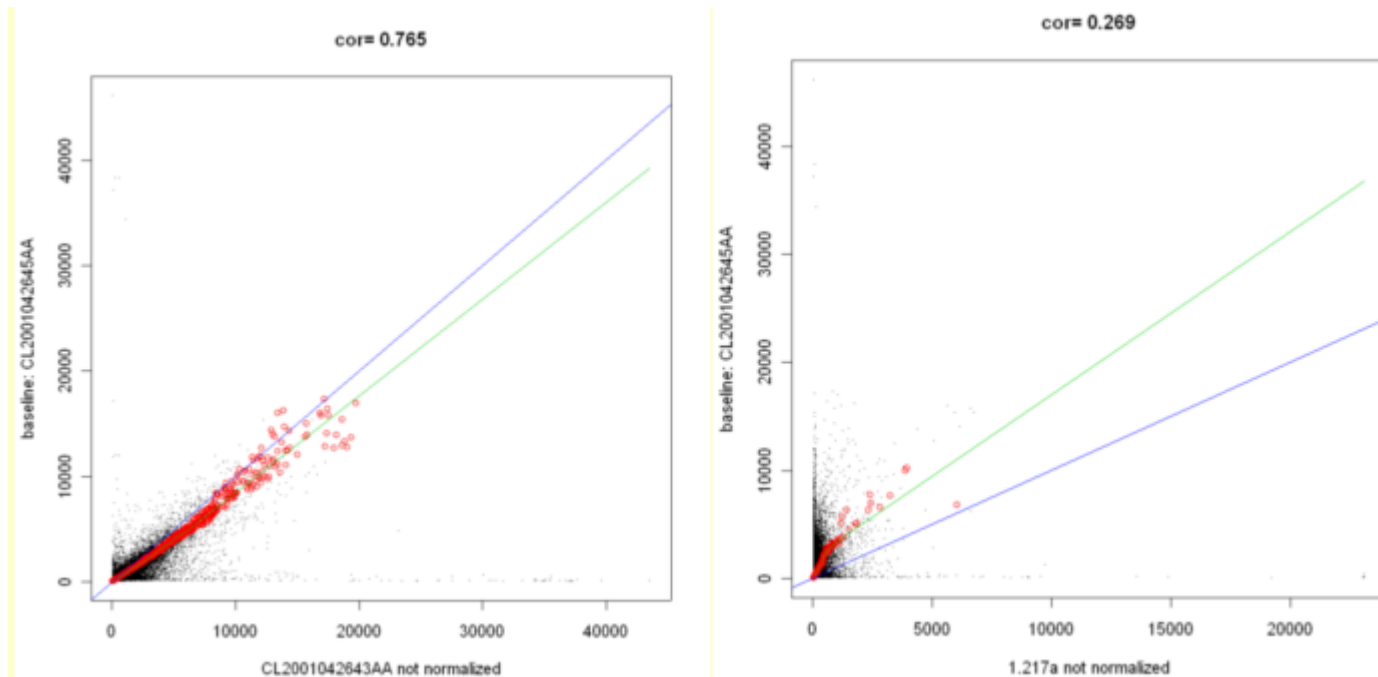 cor= 0.765
40000
30000
20000
10000
0
baseline: CL2001042645AA
0 10000 20000 30000 40000
CL2001042643AA not normalized
cor= 0.269
40000
30000
20000
10000
0
baseline: CL2001042645AA
0 5000 10000 15000 20000
1.217a not normalized